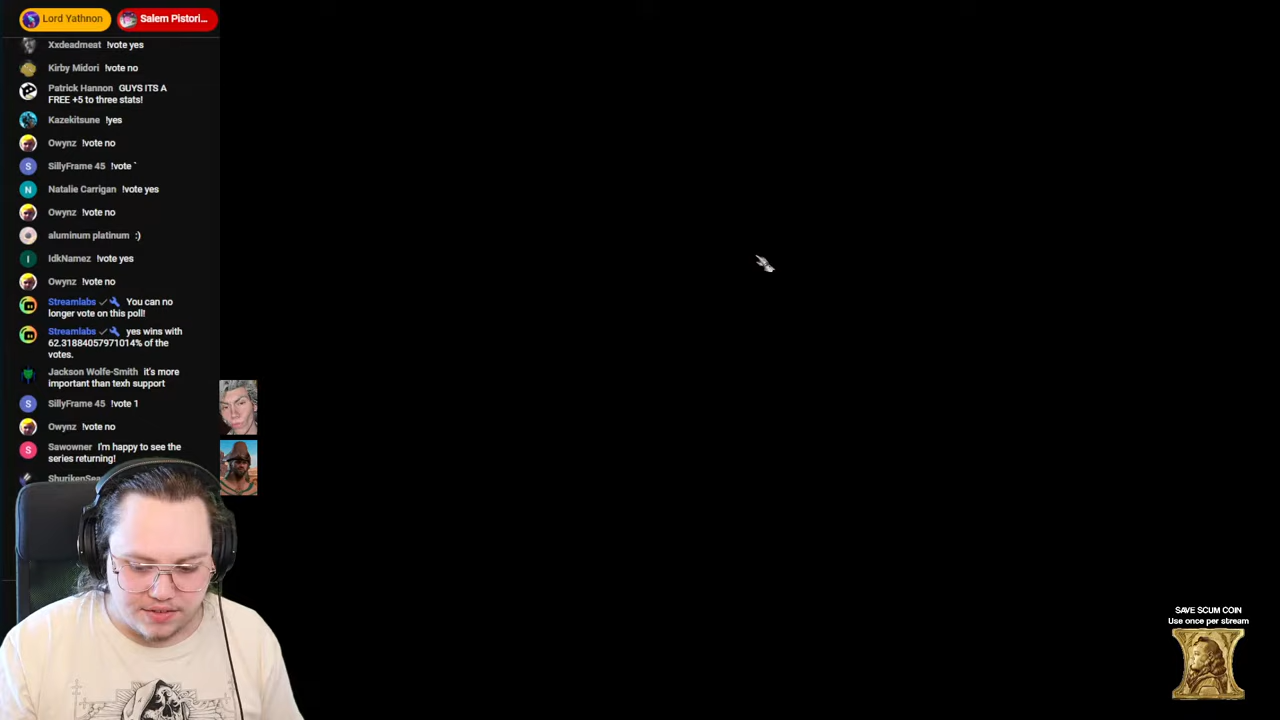 Lord Yathnon
Salem Pistori...
Xxdeadmeat !vote yes
Kirby Midori !vote no
Patrick Hannon GUYS ITS A
FREE +5 to three stats!
Kazekitsune !yes
Owynz !vote no
SillyFrame 45 !vote `
Natalie Carrigan !vote yes
Owynz !vote no
aluminum platinum :)
IdkNamez !vote yes
Owynz !vote no
Streamlabs You can no
longer vote on this poll!
Streamlabs yes wins with
62.31884057971014% of the
votes.
Jackson Wolfe-Smith it's more
important than texh support
SillyFrame 45 !vote 1
Owynz !vote no
Sawowner I'm happy to see the
series returning!
SAVE SCUM COIN
Use once per stream